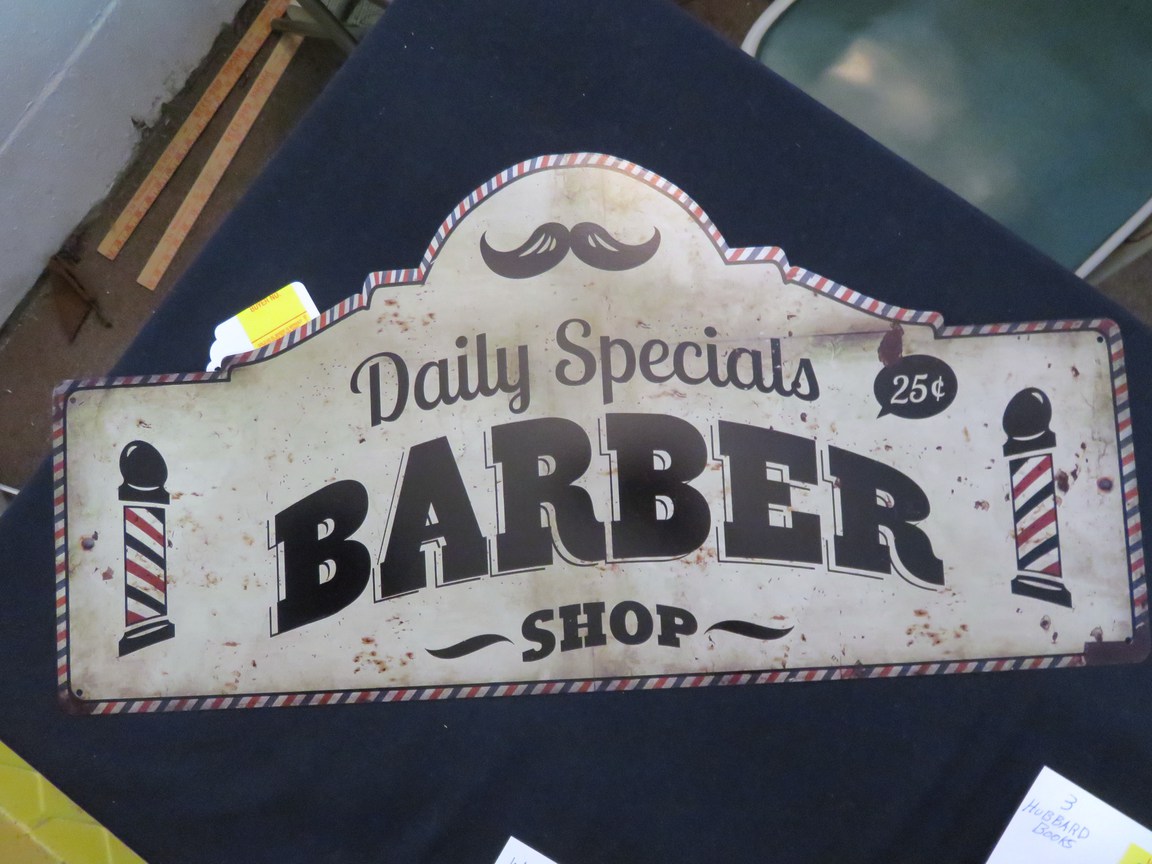 Daily Specials
25¢
BARBER
SHOP
3
HUBBARD
BOOKS